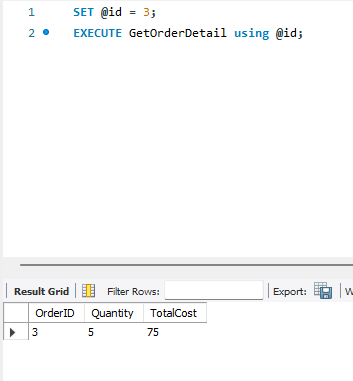 1 SET @id = 3;
2 EXECUTE GetOrderDetail using @id;
Result Grid Filter Rows: Export: W
OrderID Quantity TotalCost
3 5 75